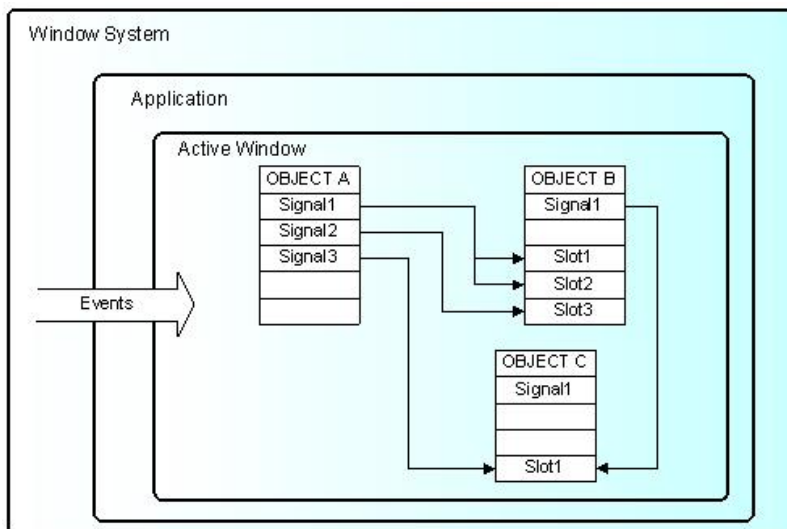 Window System
Application
Active Window
OBJECT A
Signal1
Signal2
Signal3
OBJECT B
Signal1
Slot1
Slot2
Slot3
Events
OBJECT C
Signal1
Slot1